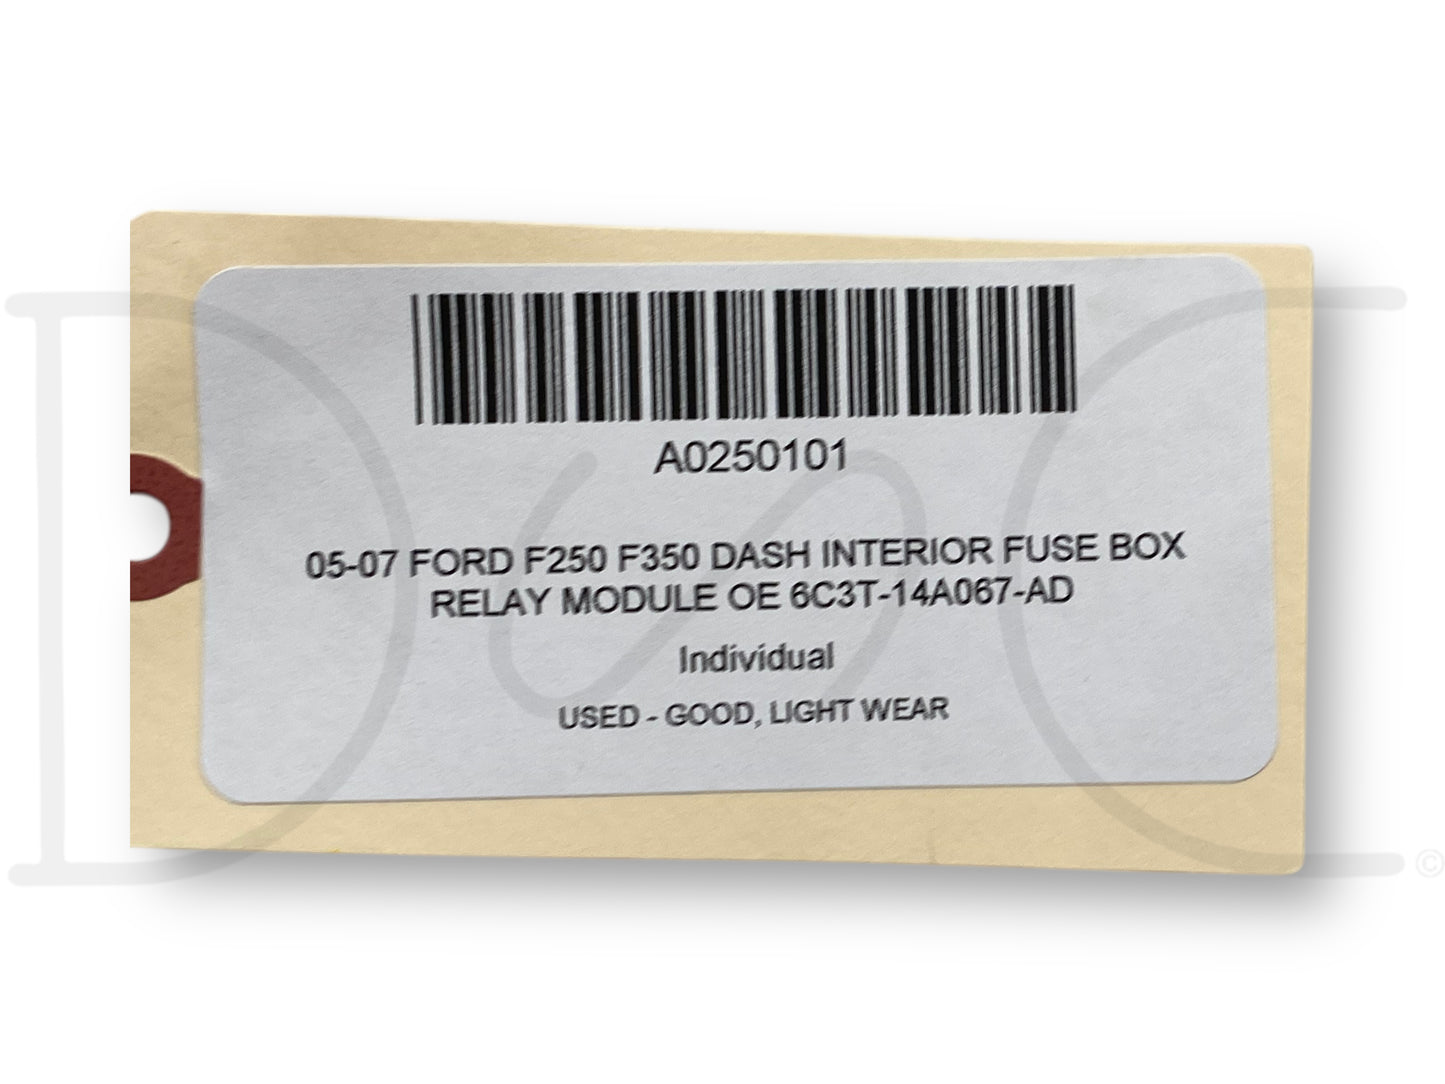 A0250101
05-07 FORD F250 F350 DASH INTERIOR FUSE BOX
RELAY MODULE OE 6C3T-14A067-AD
Individual
USED - GOOD, LIGHT WEAR
©